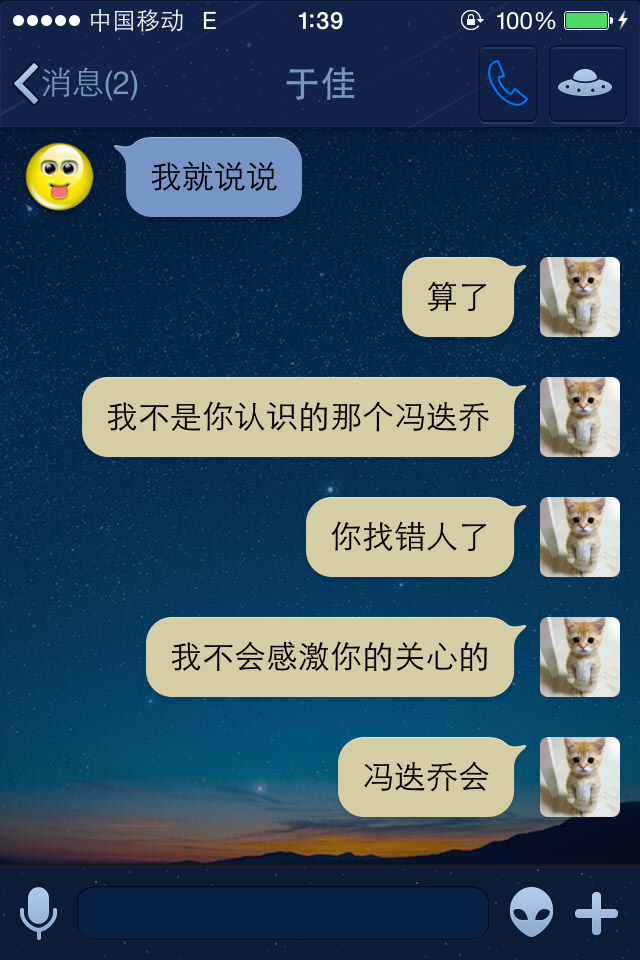 中国移动 E 1:39 100%
消息(2) 于佳
我就说说
算了
我不是你认识的那个冯迭乔
你找错人了
我不会感激你的关心的
冯迭乔会